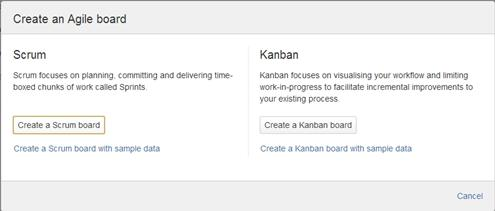 Create an Agile board
Scrum
Scrum focuses on planning, committing and delivering time-
boxed chunks of work called Sprints.
Create a Scrum board
Create a Scrum board with sample data
Kanban
Kanban focuses on visualising your workflow and limiting
work-in-progress to facilitate incremental improvements to
your existing process.
Create a Kanban board
Create a Kanban board with sample data
Cancel